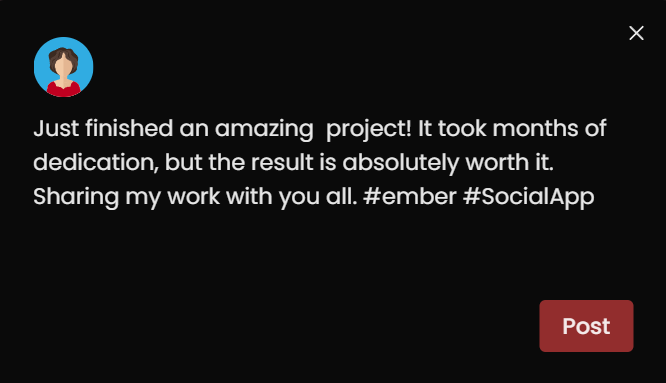 Just finished an amazing  project! It took months of
dedication, but the result is absolutely worth it.
Sharing my work with you all. #ember #SocialApp
Post